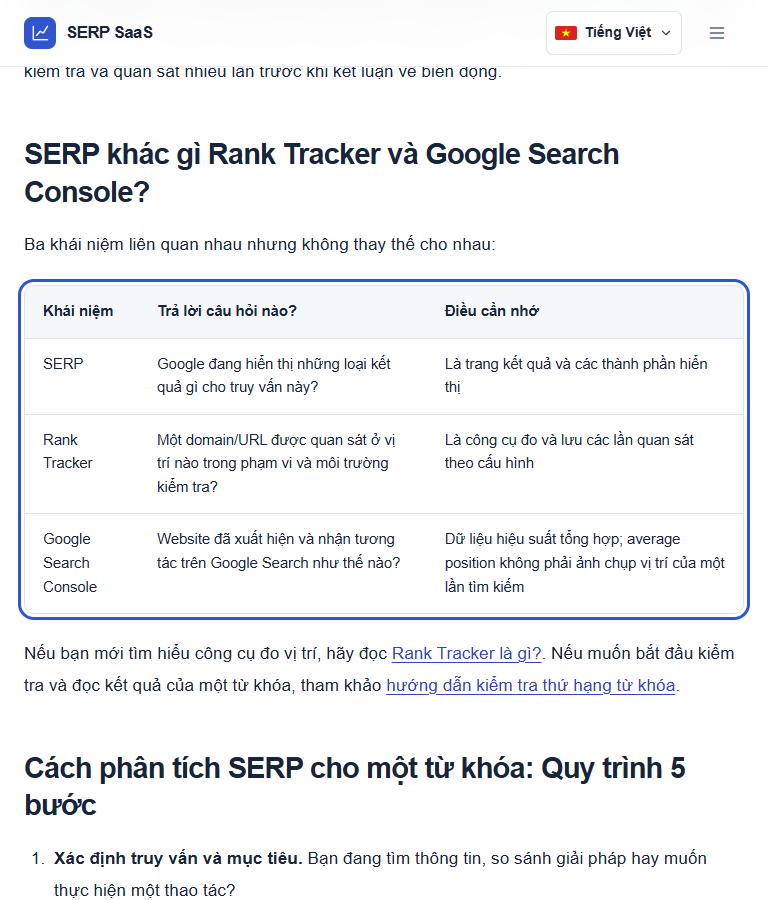 SERP SaaS
Tiếng Việt
kiểm tra và quan sát nhiều lần trước khi kết luận về biến động.
SERP khác gì Rank Tracker và Google Search
Console?
Ba khái niệm liên quan nhau nhưng không thay thế cho nhau:
Khái niệm
Trả lời câu hỏi nào?
Điều cần nhớ
SERP
Google đang hiển thị những loại kết
quả gì cho truy vấn này?
Là trang kết quả và các thành phần hiển
thị
Rank
Tracker
Một domain/URL được quan sát ở vị
trí nào trong phạm vi và môi trường
kiểm tra?
Là công cụ đo và lưu các lần quan sát
theo cấu hình
Google
Search
Console
Website đã xuất hiện và nhận tương
tác trên Google Search như thế nào?
Dữ liệu hiệu suất tổng hợp; average
position không phải ảnh chụp vị trí của một
lần tìm kiếm
Nếu bạn mới tìm hiểu công cụ đo vị trí, hãy đọc Rank Tracker là gì?. Nếu muốn bắt đầu kiểm
tra và đọc kết quả của một từ khóa, tham khảo hướng dẫn kiểm tra thứ hạng từ khóa.
Cách phân tích SERP cho một từ khóa: Quy trình 5
bước
1. Xác định truy vấn và mục tiêu. Bạn đang tìm thông tin, so sánh giải pháp hay muốn
thực hiện một thao tác?